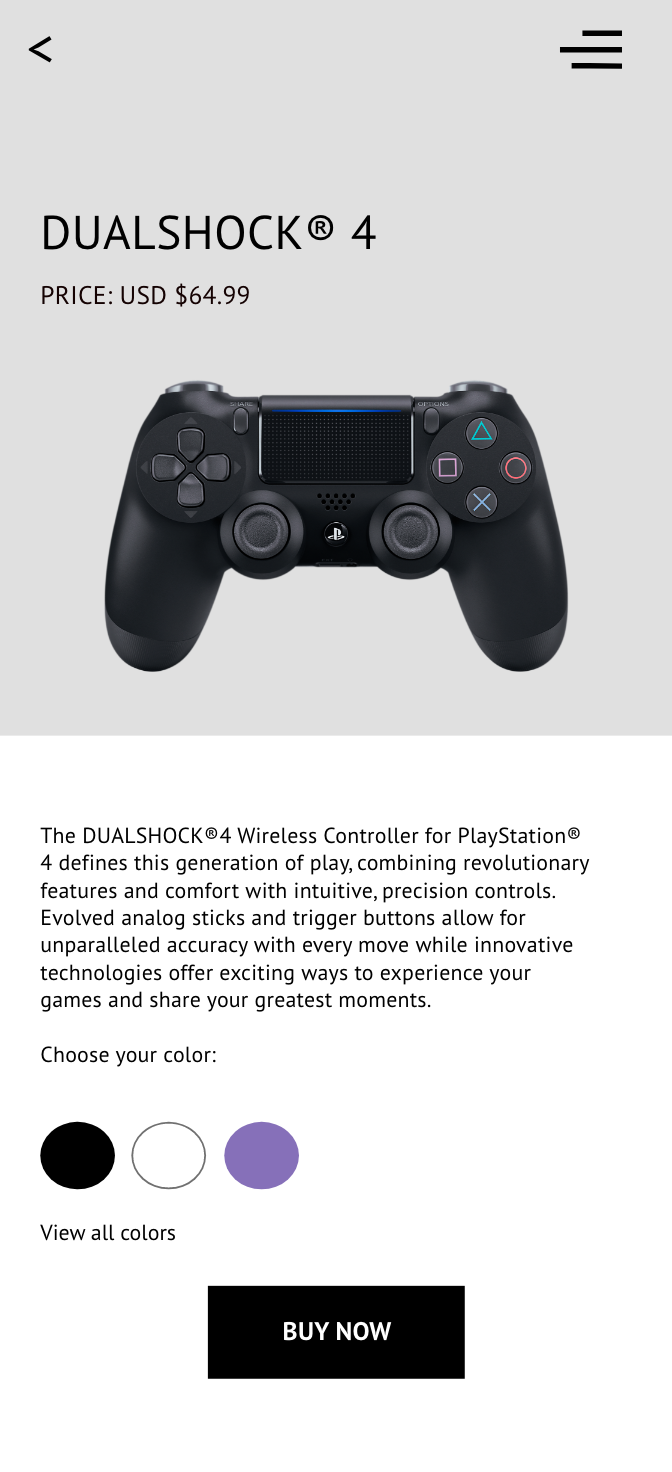 DUALSHOCK® 4
PRICE: USD $64.99
SHARE
OPTIONS
The DUALSHOCK®4 Wireless Controller for PlayStation®
4 defines this generation of play, combining revolutionary
features and comfort with intuitive, precision controls.
Evolved analog sticks and trigger buttons allow for
unparalleled accuracy with every move while innovative
technologies offer exciting ways to experience your
games and share your greatest moments.
Choose your color:
View all colors
BUY NOW